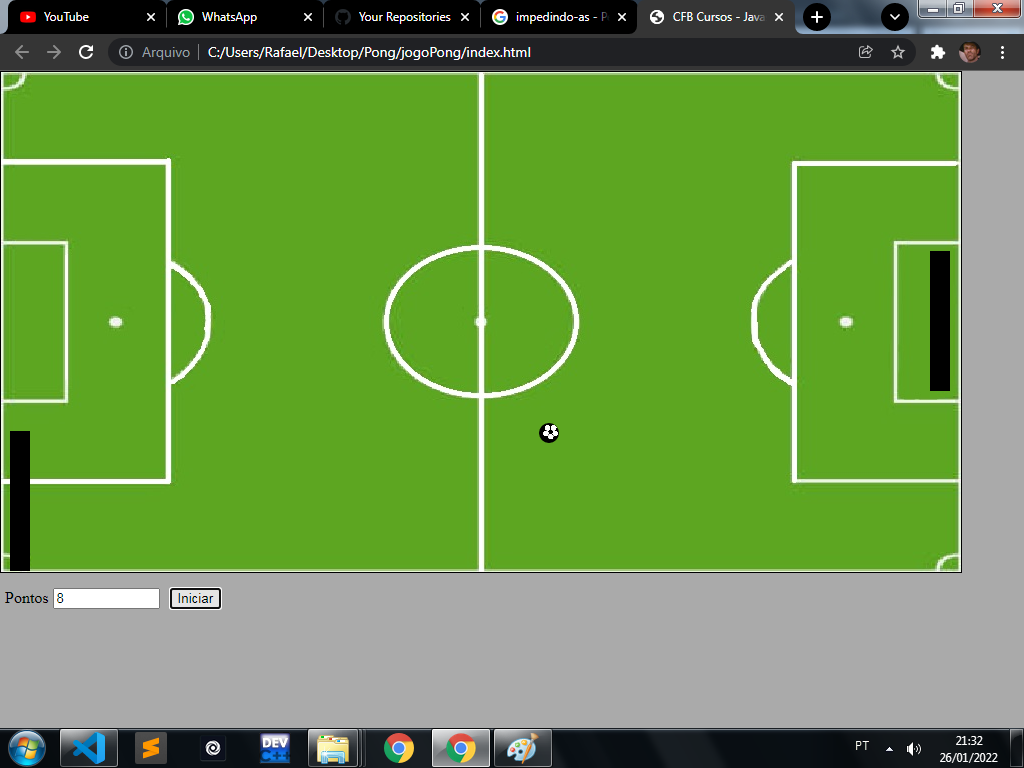 YouTube
WhatsApp
Your Repositories
impedindo-as - P
CFB Cursos - Java
Arquivo
C:/Users/Rafael/Desktop/Pong/jogoPong/index.html
Pontos 8 Iniciar
DEV
C++
PT
21:32
26/01/2022